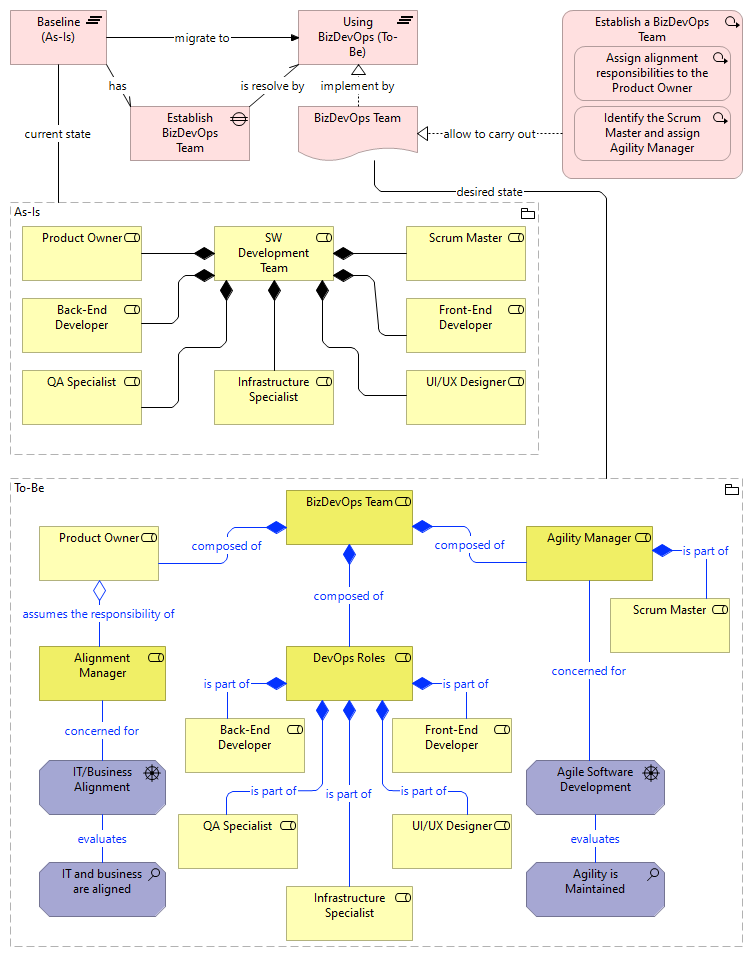 Baseline
(As-Is)
migrate to
Using
BizDevOps (To-
Be)
Establish a BizDevOps
Team
Assign alignment
responsibilities to the
Product Owner
Identify the Scrum
Master and assign
Agility Manager
has
is resolve by
implement by
Establish
BizDevOps
Team
BizDevOps Team
allow to carry out
current state
desired state
As-Is
Product Owner
SW
Development
Team
Scrum Master
Back-End
Developer
Front-End
Developer
QA Specialist
Infrastructure
Specialist
UI/UX Designer
To-Be
BizDevOps Team
Product Owner
composed of
composed of
Agility Manager
is part of
composed of
Scrum Master
assumes the responsibility of
Alignment
Manager
DevOps Roles
concerned for
is part of
is part of
concerned for
Back-End
Developer
Front-End
Developer
IT/Business
Alignment
Agile Software
Development
is part of
is part of
is part of
QA Specialist
UI/UX Designer
evaluates
evaluates
IT and business
are aligned
Agility is
Maintained
Infrastructure
Specialist